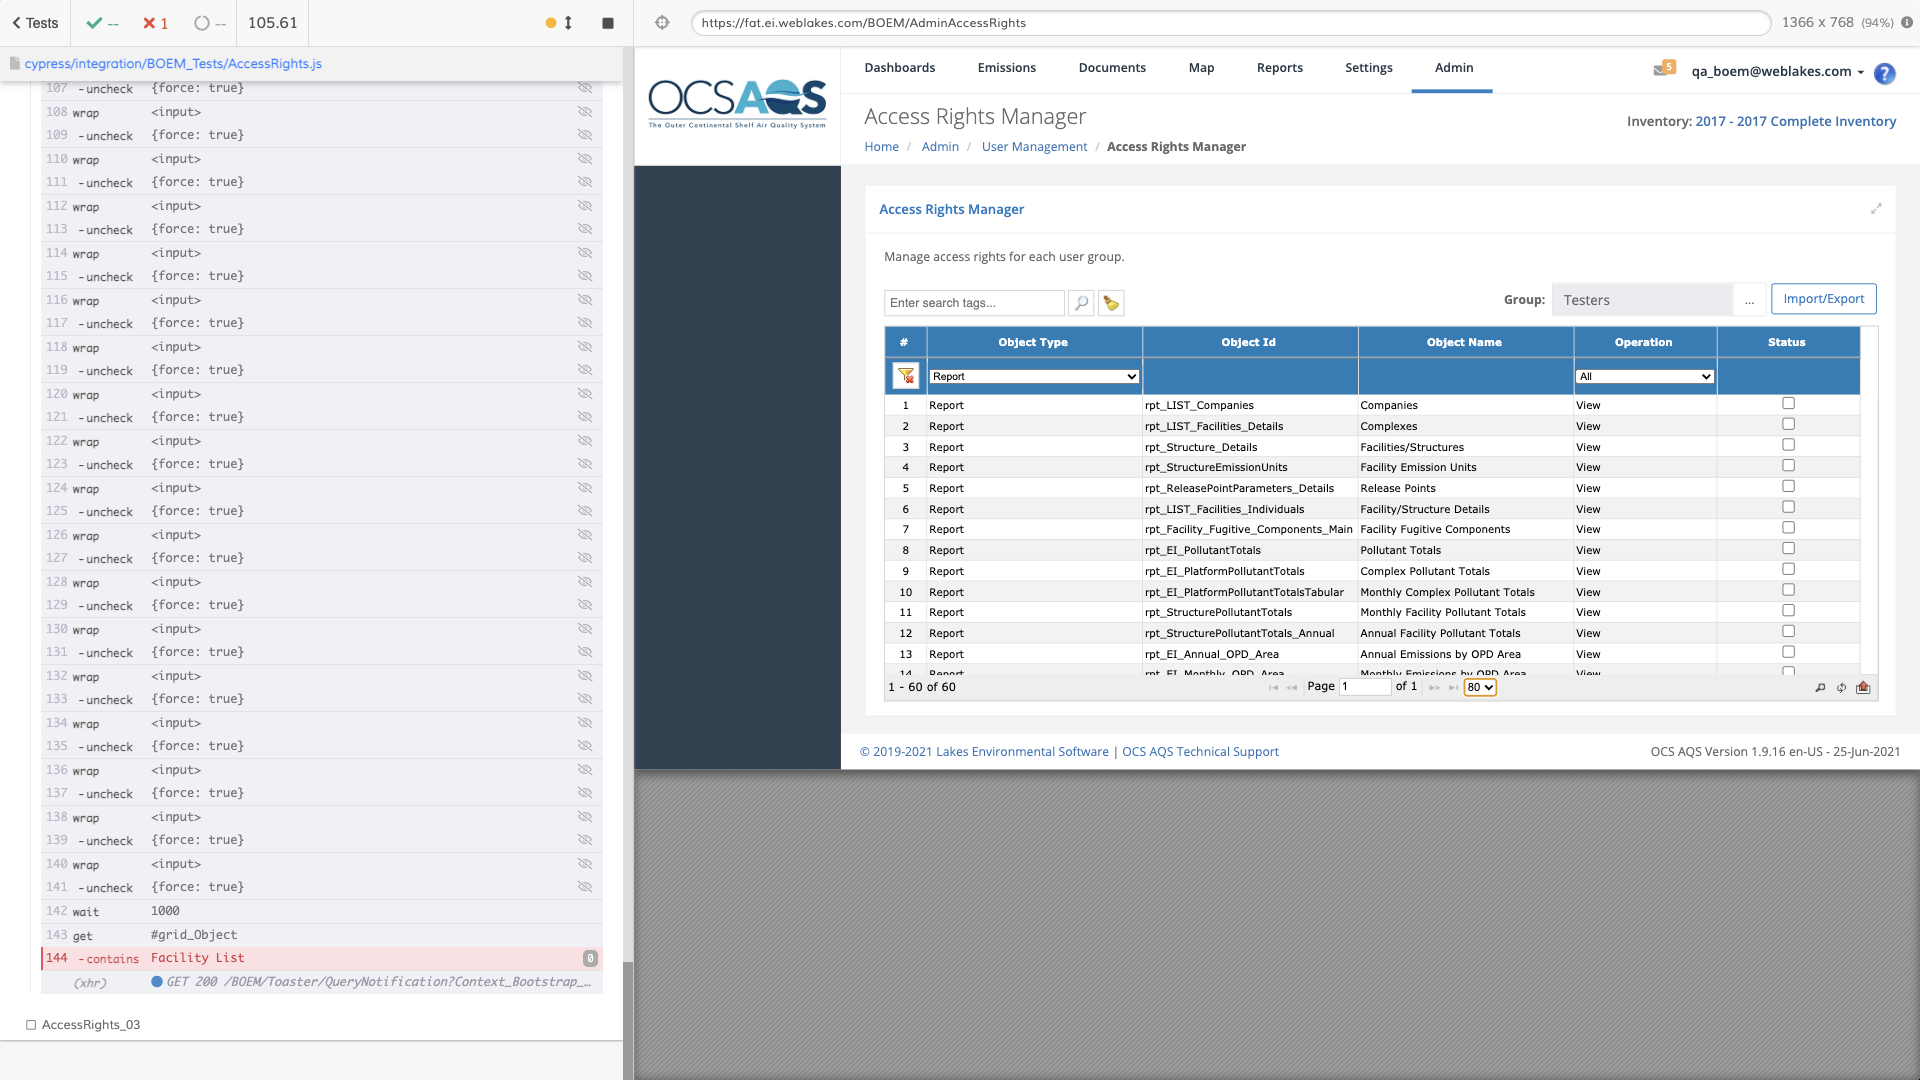 Tests
--
1
--
105.61
cypress/integration/BOEM_Tests/AccessRights.js
107 -uncheck {force: true}
108 wrap <input>
109 -uncheck {force: true}
110 wrap <input>
111 -uncheck {force: true}
112 wrap <input>
113 -uncheck {force: true}
114 wrap <input>
115 -uncheck {force: true}
116 wrap <input>
117 -uncheck {force: true}
118 wrap <input>
119 -uncheck {force: true}
120 wrap <input>
121 -uncheck {force: true}
122 wrap <input>
123 -uncheck {force: true}
124 wrap <input>
125 -uncheck {force: true}
126 wrap <input>
127 -uncheck {force: true}
128 wrap <input>
129 -uncheck {force: true}
130 wrap <input>
131 -uncheck {force: true}
132 wrap <input>
133 -uncheck {force: true}
134 wrap <input>
135 -uncheck {force: true}
136 wrap <input>
137 -uncheck {force: true}
138 wrap <input>
139 -uncheck {force: true}
140 wrap <input>
141 -uncheck {force: true}
142 wait 1000
143 get #grid_Object
144 -contains Facility List 0
(xhr) GET 200 /BOEM/Toaster/QueryNotification?Context_Bootstrap_…
AccessRights_03
https://fat.ei.weblakes.com/BOEM/AdminAccessRights
1366 x 768 (94%)
OCSAQS
The Outer Continental Shelf Air Quality System
Dashboards Emissions Documents Map Reports Settings Admin
5 qa_boem@weblakes.com ?
Access Rights Manager
Inventory: 2017 - 2017 Complete Inventory
Home / Admin / User Management / Access Rights Manager
Access Rights Manager
Manage access rights for each user group.
Enter search tags...
Group: Testers ... Import/Export
# Object Type Object Id Object Name Operation Status
Report All
1 Report rpt_LIST_Companies Companies View
2 Report rpt_LIST_Facilities_Details Complexes View
3 Report rpt_Structure_Details Facilities/Structures View
4 Report rpt_StructureEmissionUnits Facility Emission Units View
5 Report rpt_ReleasePointParameters_Details Release Points View
6 Report rpt_LIST_Facilities_Individuals Facility/Structure Details View
7 Report rpt_Facility_Fugitive_Components_Main Facility Fugitive Components View
8 Report rpt_EI_PollutantTotals Pollutant Totals View
9 Report rpt_EI_PlatformPollutantTotals Complex Pollutant Totals View
10 Report rpt_EI_PlatformPollutantTotalsTabular Monthly Complex Pollutant Totals View
11 Report rpt_StructurePollutantTotals Monthly Facility Pollutant Totals View
12 Report rpt_StructurePollutantTotals_Annual Annual Facility Pollutant Totals View
13 Report rpt_EI_Annual_OPD_Area Annual Emissions by OPD Area View
14 Report rpt_EI_Monthly_OPD_Area Monthly Emissions by OPD Area View
1 - 60 of 60 Page 1 of 1 80
© 2019-2021 Lakes Environmental Software | OCS AQS Technical Support
OCS AQS Version 1.9.16 en-US - 25-Jun-2021